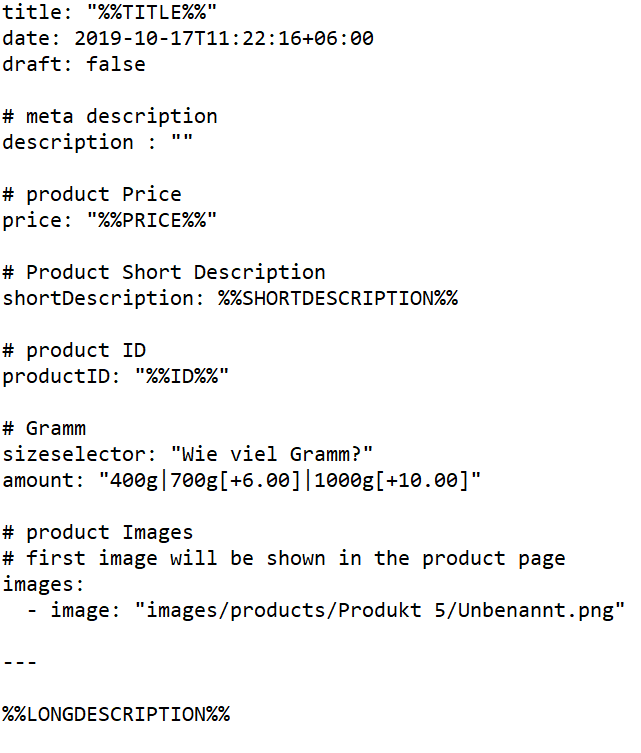 title: "%%TITLE%%"
date: 2019-10-17T11:22:16+06:00
draft: false

# meta description
description : ""

# product Price
price: "%%PRICE%%"

# Product Short Description
shortDescription: %%SHORTDESCRIPTION%%

# product ID
productID: "%%ID%%"

# Gramm
sizeselector: "Wie viel Gramm?"
amount: "400g|700g[+6.00]|1000g[+10.00]"

# product Images
# first image will be shown in the product page
images:
  - image: "images/products/Produkt 5/Unbenannt.png"

---

%%LONGDESCRIPTION%%